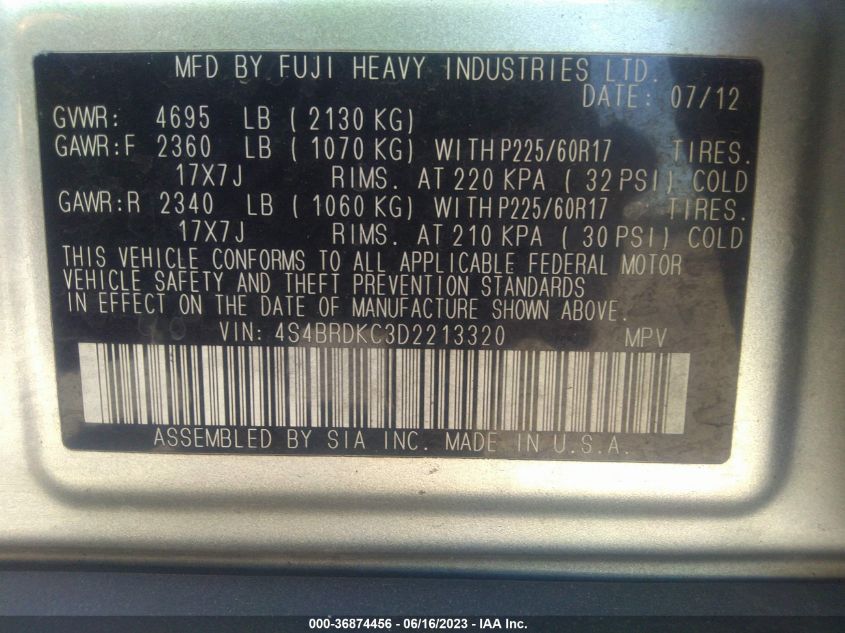 MFD BY FUJI HEAVY INDUSTRIES LTD.
DATE: 07/12
GVWR: 4695 LB ( 2130 KG)
GAWR:F 2360 LB ( 1070 KG) WITH P225/60R17 TIRES.
17X7J RIMS. AT 220 KPA ( 32 PSI) COLD
GAWR:R 2340 LB ( 1060 KG) WITH P225/60R17 TIRES.
17X7J RIMS. AT 210 KPA ( 30 PSI) COLD
THIS VEHICLE CONFORMS TO ALL APPLICABLE FEDERAL MOTOR
VEHICLE SAFETY AND THEFT PREVENTION STANDARDS
IN EFFECT ON THE DATE OF MANUFACTURE SHOWN ABOVE.
VIN: 4S4BRDKC3D2213320 MPV
ASSEMBLED BY SIA INC. MADE IN U.S.A.
000-36874456 - 06/16/2023 - IAA Inc.